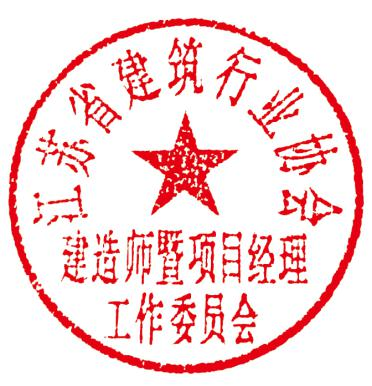 江苏省建筑行业协会
建造师暨项目经理
工作委员会